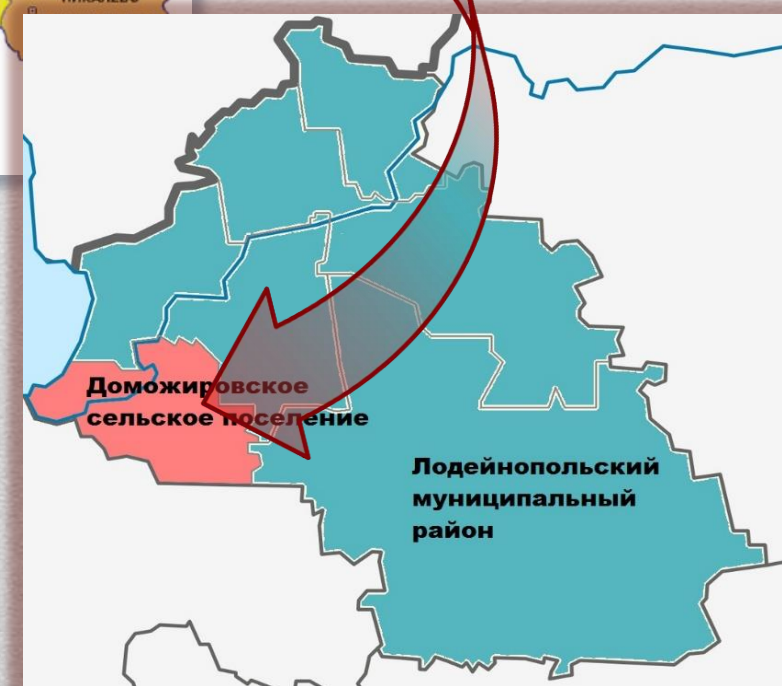 Доможировское
сельское поселение
Лодейнопольский
муниципальный
район